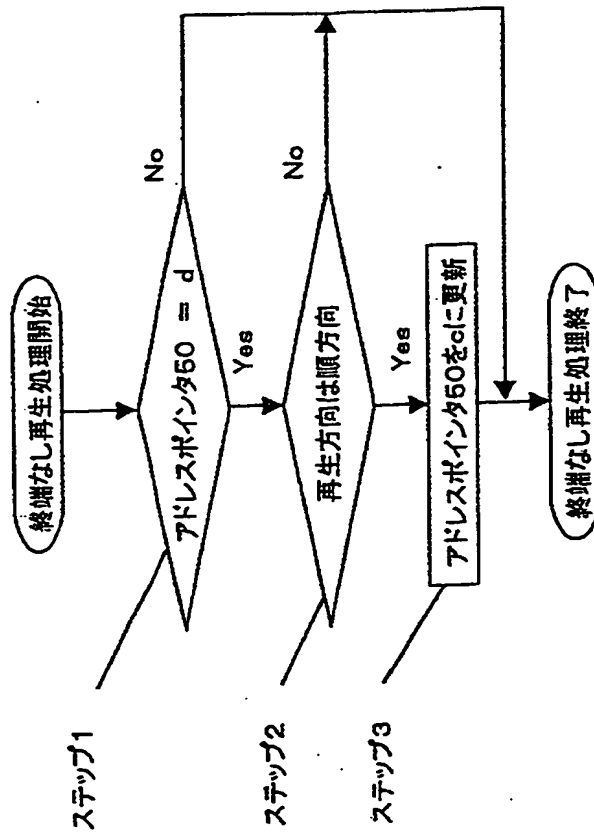 終端なし再生処理開始
ステップ1
アドレスポインタ50 = d
No
Yes
ステップ2
再生方向は順方向
No
Yes
ステップ3
アドレスポインタ50をcに更新
終端なし再生処理終了